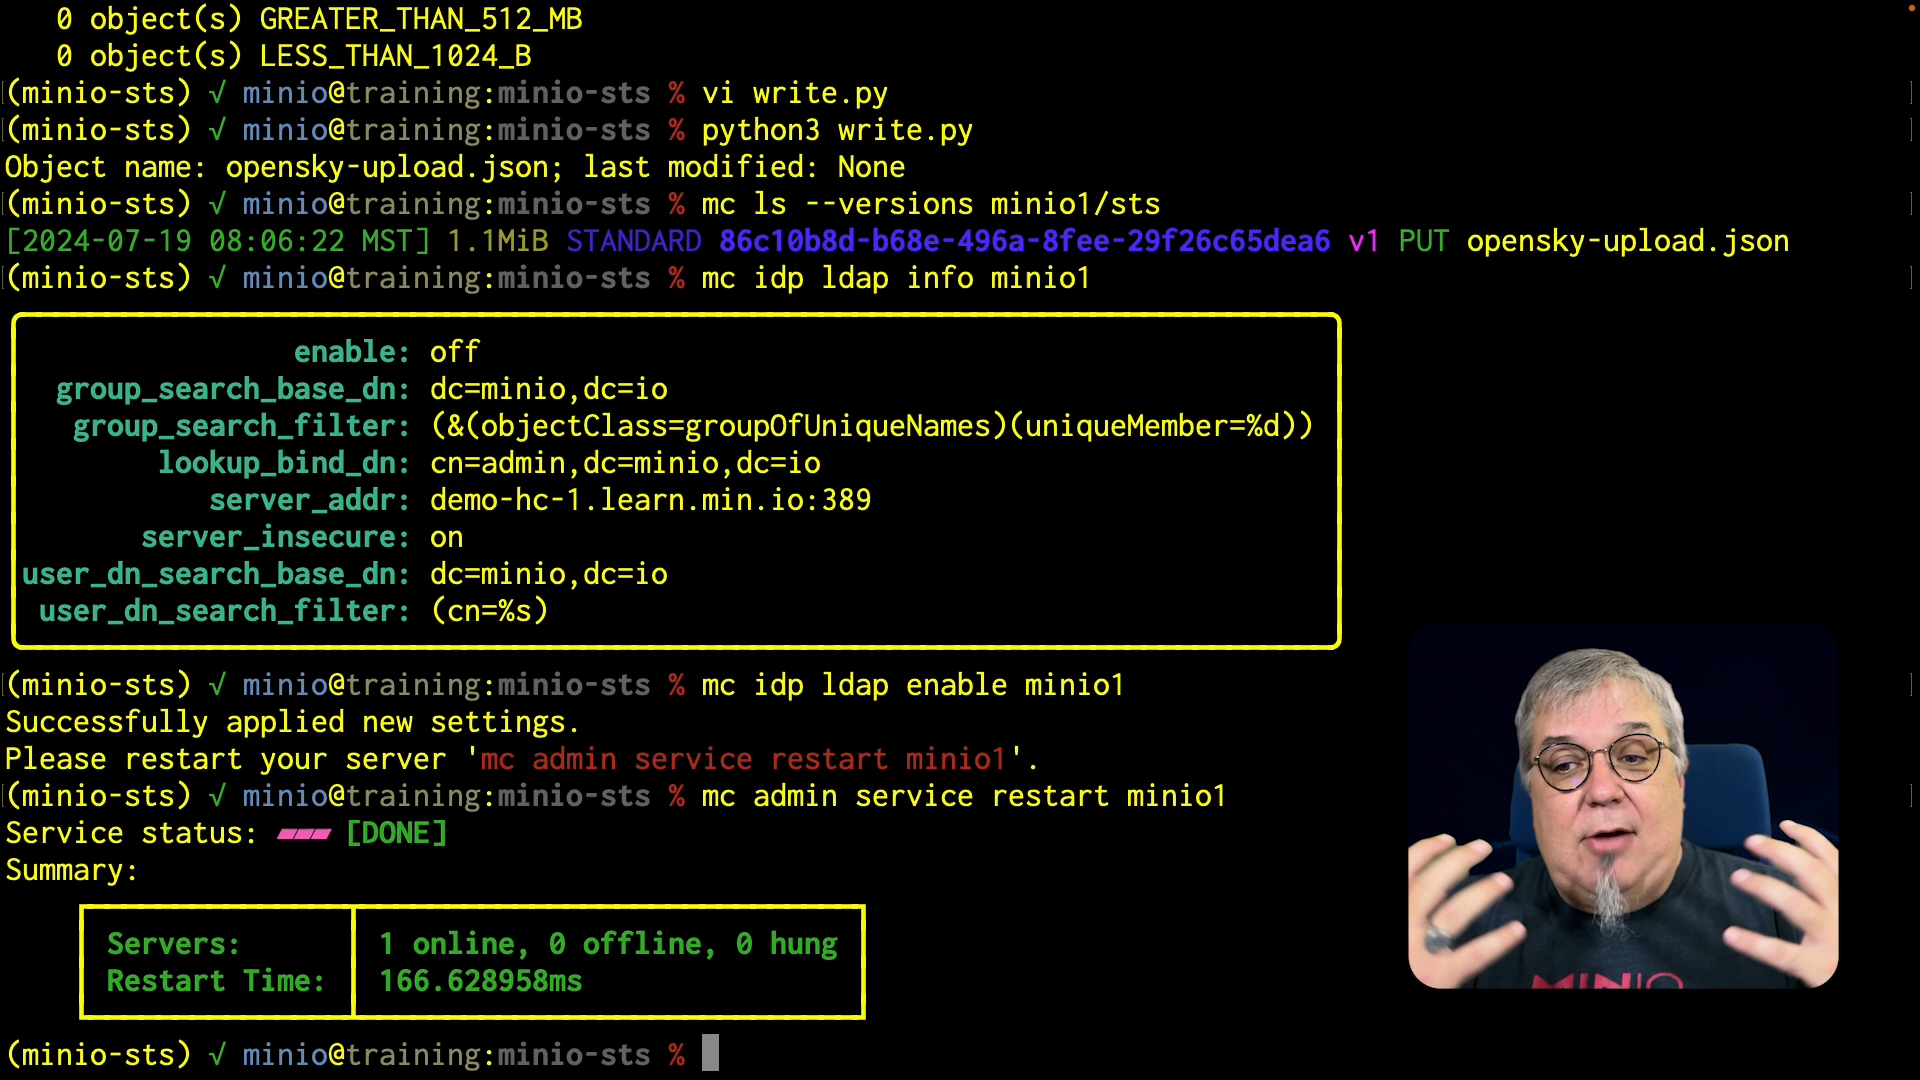 0 object(s) GREATER_THAN_512_MB
0 object(s) LESS_THAN_1024_B
(minio-sts) √ minio@training:minio-sts % vi write.py
(minio-sts) √ minio@training:minio-sts % python3 write.py
Object name: opensky-upload.json; last modified: None
(minio-sts) √ minio@training:minio-sts % mc ls --versions minio1/sts
[2024-07-19 08:06:22 MST] 1.1MiB STANDARD 86c10b8d-b68e-496a-8fee-29f26c65dea6 v1 PUT opensky-upload.json
(minio-sts) √ minio@training:minio-sts % mc idp ldap info minio1
enable: off
group_search_base_dn: dc=minio,dc=io
group_search_filter: (&(objectClass=groupOfUniqueNames)(uniqueMember=%d))
lookup_bind_dn: cn=admin,dc=minio,dc=io
server_addr: demo-hc-1.learn.min.io:389
server_insecure: on
user_dn_search_base_dn: dc=minio,dc=io
user_dn_search_filter: (cn=%s)
(minio-sts) √ minio@training:minio-sts % mc idp ldap enable minio1
Successfully applied new settings.
Please restart your server 'mc admin service restart minio1'.
(minio-sts) √ minio@training:minio-sts % mc admin service restart minio1
Service status: ▰▰▰ [DONE]
Summary:
Servers: 1 online, 0 offline, 0 hung
Restart Time: 166.628958ms
(minio-sts) √ minio@training:minio-sts %
MINIO